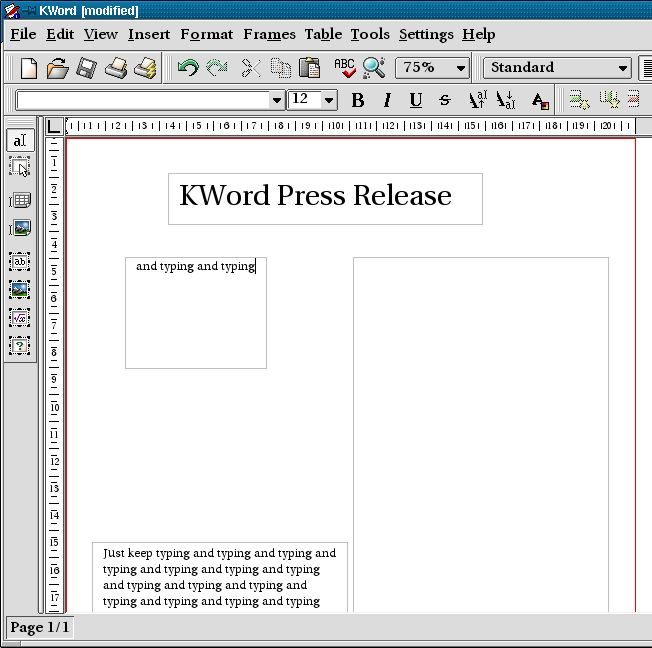 KWord [modified]
File Edit View Insert Format Frames Table Tools Settings Help
ABC 75% Standard
12 B I U S
1 2 3 4 5 6 7 8 9 10 11 12 13 14 15 16 17 18 19 20
aI
KWord Press Release
and typing and typing
ab
√x
?
1
2
3
4
5
6
7
8
9
10
11
12
13
14
15
16
17
Just keep typing and typing and typing and
typing and typing and typing and typing
and typing and typing and typing and
typing and typing and typing and typing
Page 1/1